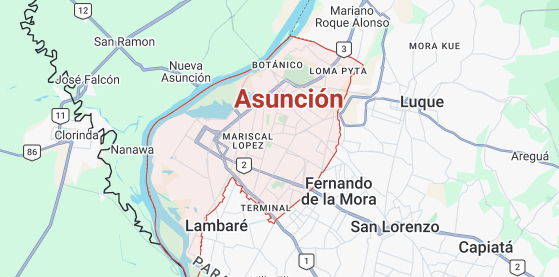 12
Mariano
Roque Alonso
San Ramon
3
MORA KUE
BOTÁNICO
Nueva
Asunción
LOMA PYTA
José Falcón
Asunción
Luque
11
Clorinda
MARISCAL
LOPEZ
Nanawa
86
Areguá
2
Fernando
de la Mora
TERMINAL
Lambaré
San Lorenzo
Capiatá
1
PARA